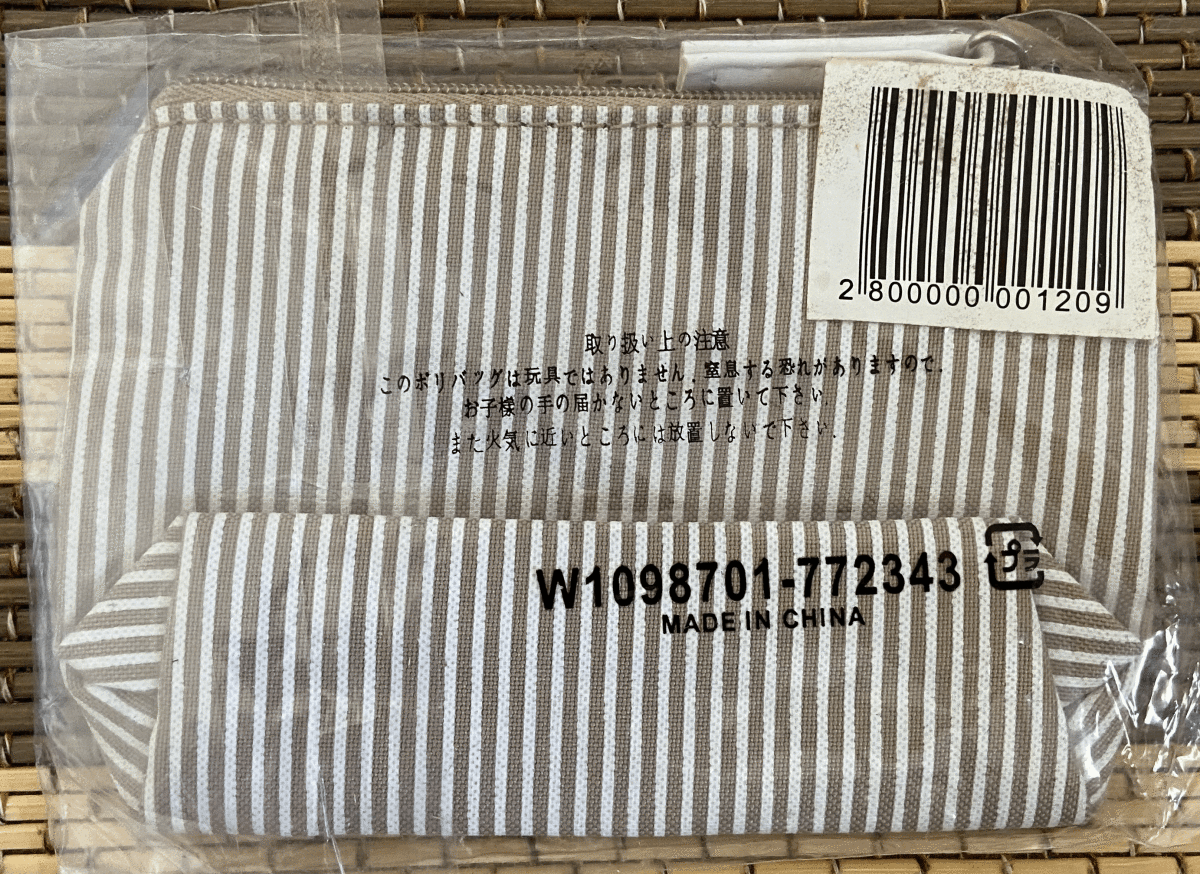 2 800000 001209
取り扱い上の注意
このポリバッグは玩具ではありません.窒息する恐れがありますので.
お子様の手の届かないところに置いて下さい.
また火気に近いところには放置しないで下さい.
W1098701-772343
プラ
MADE IN CHINA